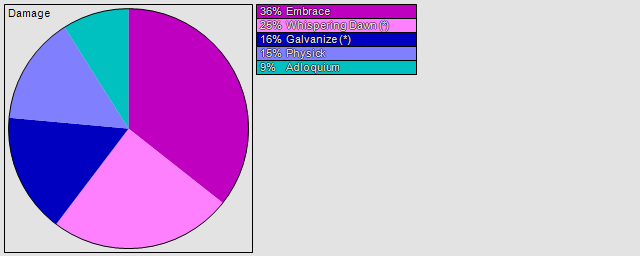 Damage
36% Embrace
25% Whispering Dawn (*)
16% Galvanize (*)
15% Physick
9% Adloquium